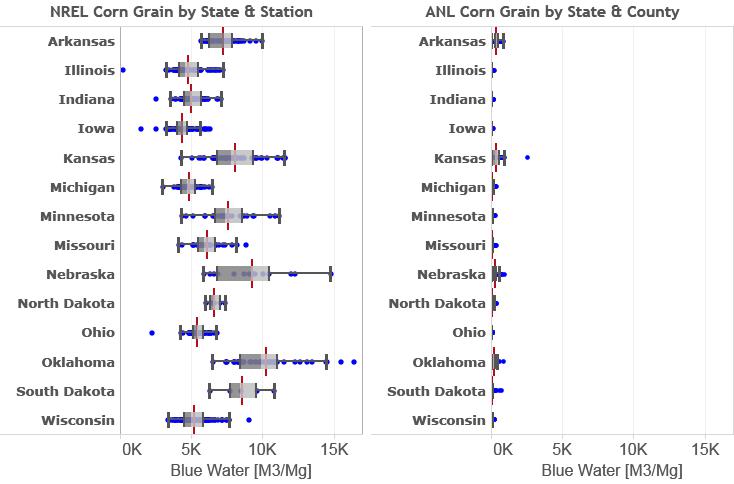 NREL Corn Grain by State & Station
Arkansas
Illinois
Indiana
Iowa
Kansas
Michigan
Minnesota
Missouri
Nebraska
North Dakota
Ohio
Oklahoma
South Dakota
Wisconsin
0K 5K 10K 15K
Blue Water [M3/Mg]
ANL Corn Grain by State & County
Arkansas
Illinois
Indiana
Iowa
Kansas
Michigan
Minnesota
Missouri
Nebraska
North Dakota
Ohio
Oklahoma
South Dakota
Wisconsin
0K 5K 10K 15K
Blue Water [M3/Mg]